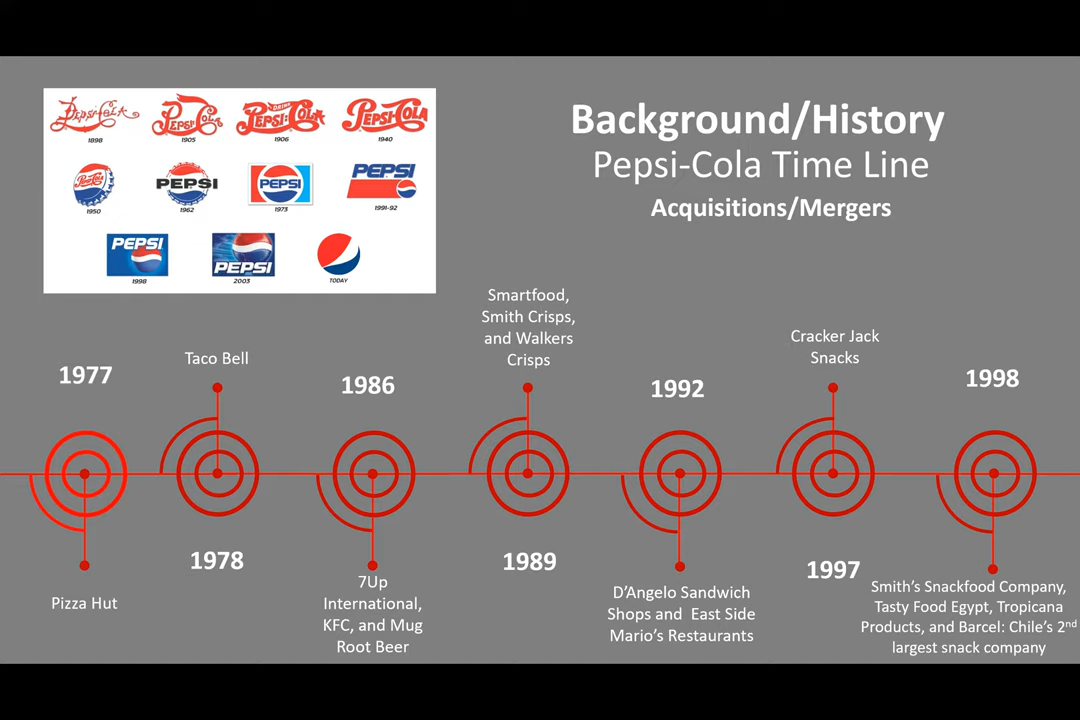 Background/History
Pepsi-Cola Time Line
Acquisitions/Mergers
PEPSI-COLA
1898
PEPSI-COLA
1905
DRINK
PEPSI-COLA
1906
PEPSI-COLA
1940
PEPSI-COLA
1950
PEPSI
1962
PEPSI
1973
PEPSI
1991-92
PEPSI
1998
PEPSI
2003
TODAY
1977
Pizza Hut
Taco Bell
1978
1986
7Up
International,
KFC, and Mug
Root Beer
Smartfood,
Smith Crisps,
and Walkers
Crisps
1989
1992
D’Angelo Sandwich
Shops and East Side
Mario’s Restaurants
Cracker Jack
Snacks
1997
1998
Smith’s Snackfood Company,
Tasty Food Egypt, Tropicana
Products, and Barcel: Chile’s 2nd
largest snack company